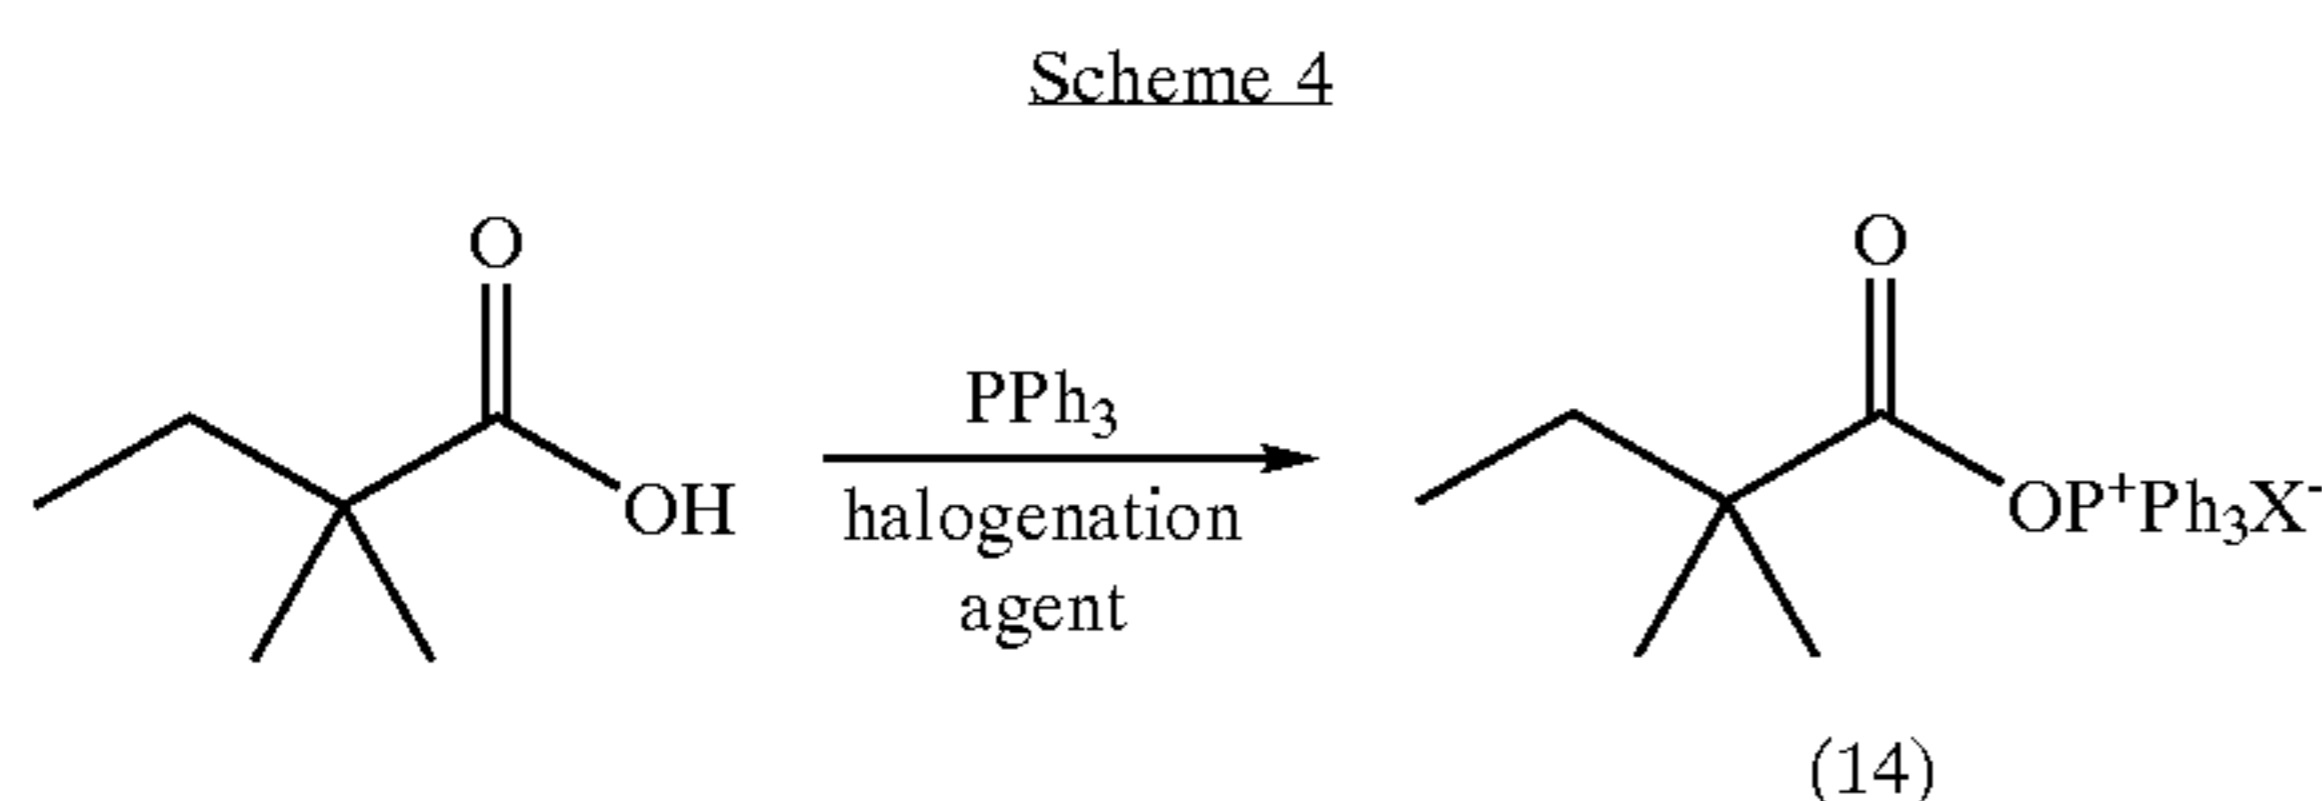 Scheme 4
O
O
PPh₃
OH
halogenation
OP⁺Ph₃X⁻
agent
(14)